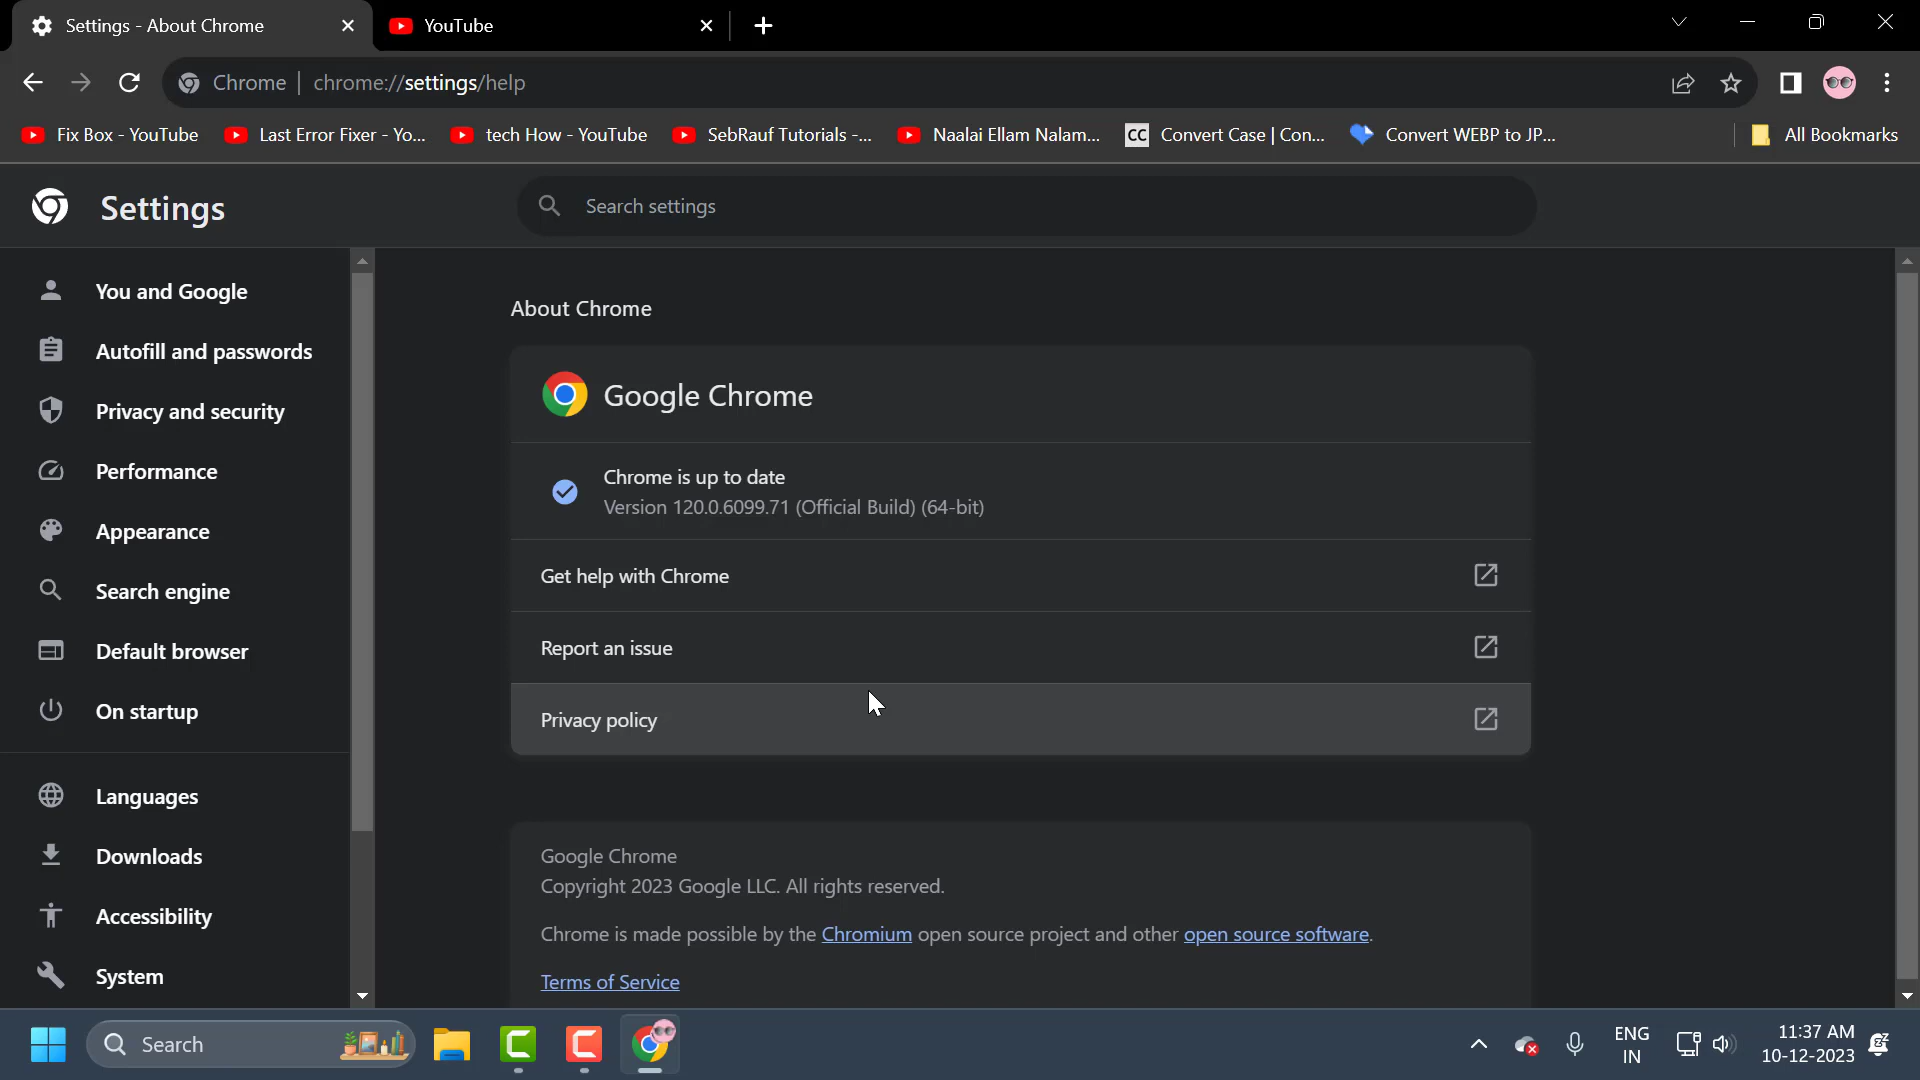 Settings - About Chrome
YouTube
Chrome
chrome://settings/help
Fix Box - YouTube
Last Error Fixer - Yo...
tech How - YouTube
SebRauf Tutorials -...
Naalai Ellam Nalam...
CC Convert Case | Con...
Convert WEBP to JP...
All Bookmarks
Settings
Search settings
You and Google
Autofill and passwords
Privacy and security
Performance
Appearance
Search engine
Default browser
On startup
Languages
Downloads
Accessibility
System
About Chrome
Google Chrome
Chrome is up to date
Version 120.0.6099.71 (Official Build) (64-bit)
Get help with Chrome
Report an issue
Privacy policy
Google Chrome
Copyright 2023 Google LLC. All rights reserved.
Chrome is made possible by the Chromium open source project and other open source software.
Terms of Service
Search
ENG
IN
11:37 AM
10-12-2023